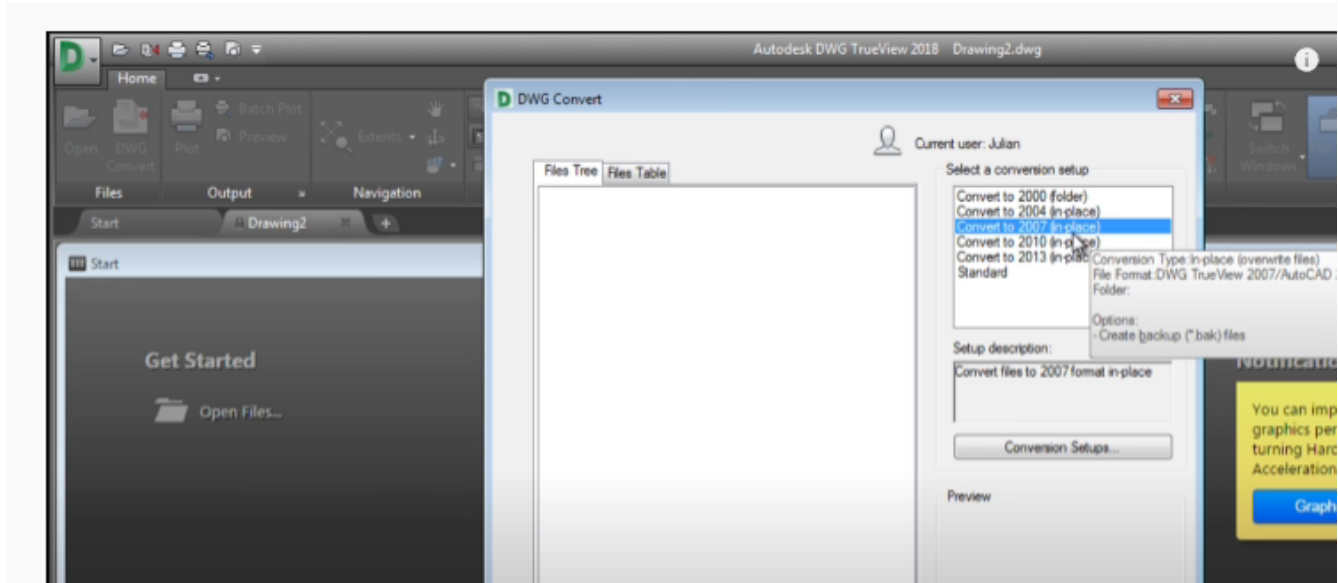 Autodesk DWG TrueView 2018 Drawing2.dwg
Home
Open
DWG Convert
Plot
Batch Plot
Preview
Extents
Switch Windows
Files
Output
Navigation
Start
Drawing2
Start
Get Started
Open Files...
DWG Convert
Current user: Julian
Files Tree
Files Table
Select a conversion setup
Convert to 2000 (folder)
Convert to 2004 (in-place)
Convert to 2007 (in-place)
Convert to 2010 (in-place)
Convert to 2013 (in-plac
Standard
Conversion Type:In-place (overwrite files)
File Format:DWG TrueView 2007/AutoCAD
Folder:
Options:
- Create backup (*.bak) files
Setup description:
Convert files to 2007 format in-place
Conversion Setups...
Preview
Notificatio
You can imp
graphics per
turning Hard
Acceleration
Graph